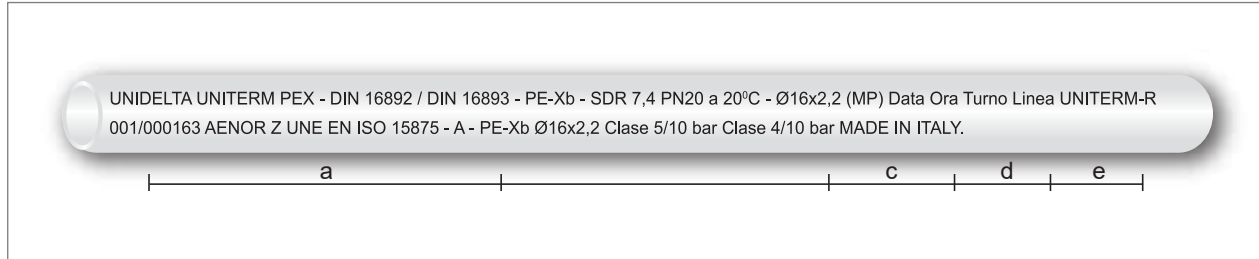 UNIDELTA UNITERM PEX - DIN 16892 / DIN 16893 - PE-Xb - SDR 7,4 PN20 a 20⁰C - Ø16x2,2 (MP) Data Ora Turno Linea UNITERM-R
001/000163 AENOR Z UNE EN ISO 15875 - A - PE-Xb Ø16x2,2 Clase 5/10 bar Clase 4/10 bar MADE IN ITALY.
a c d e